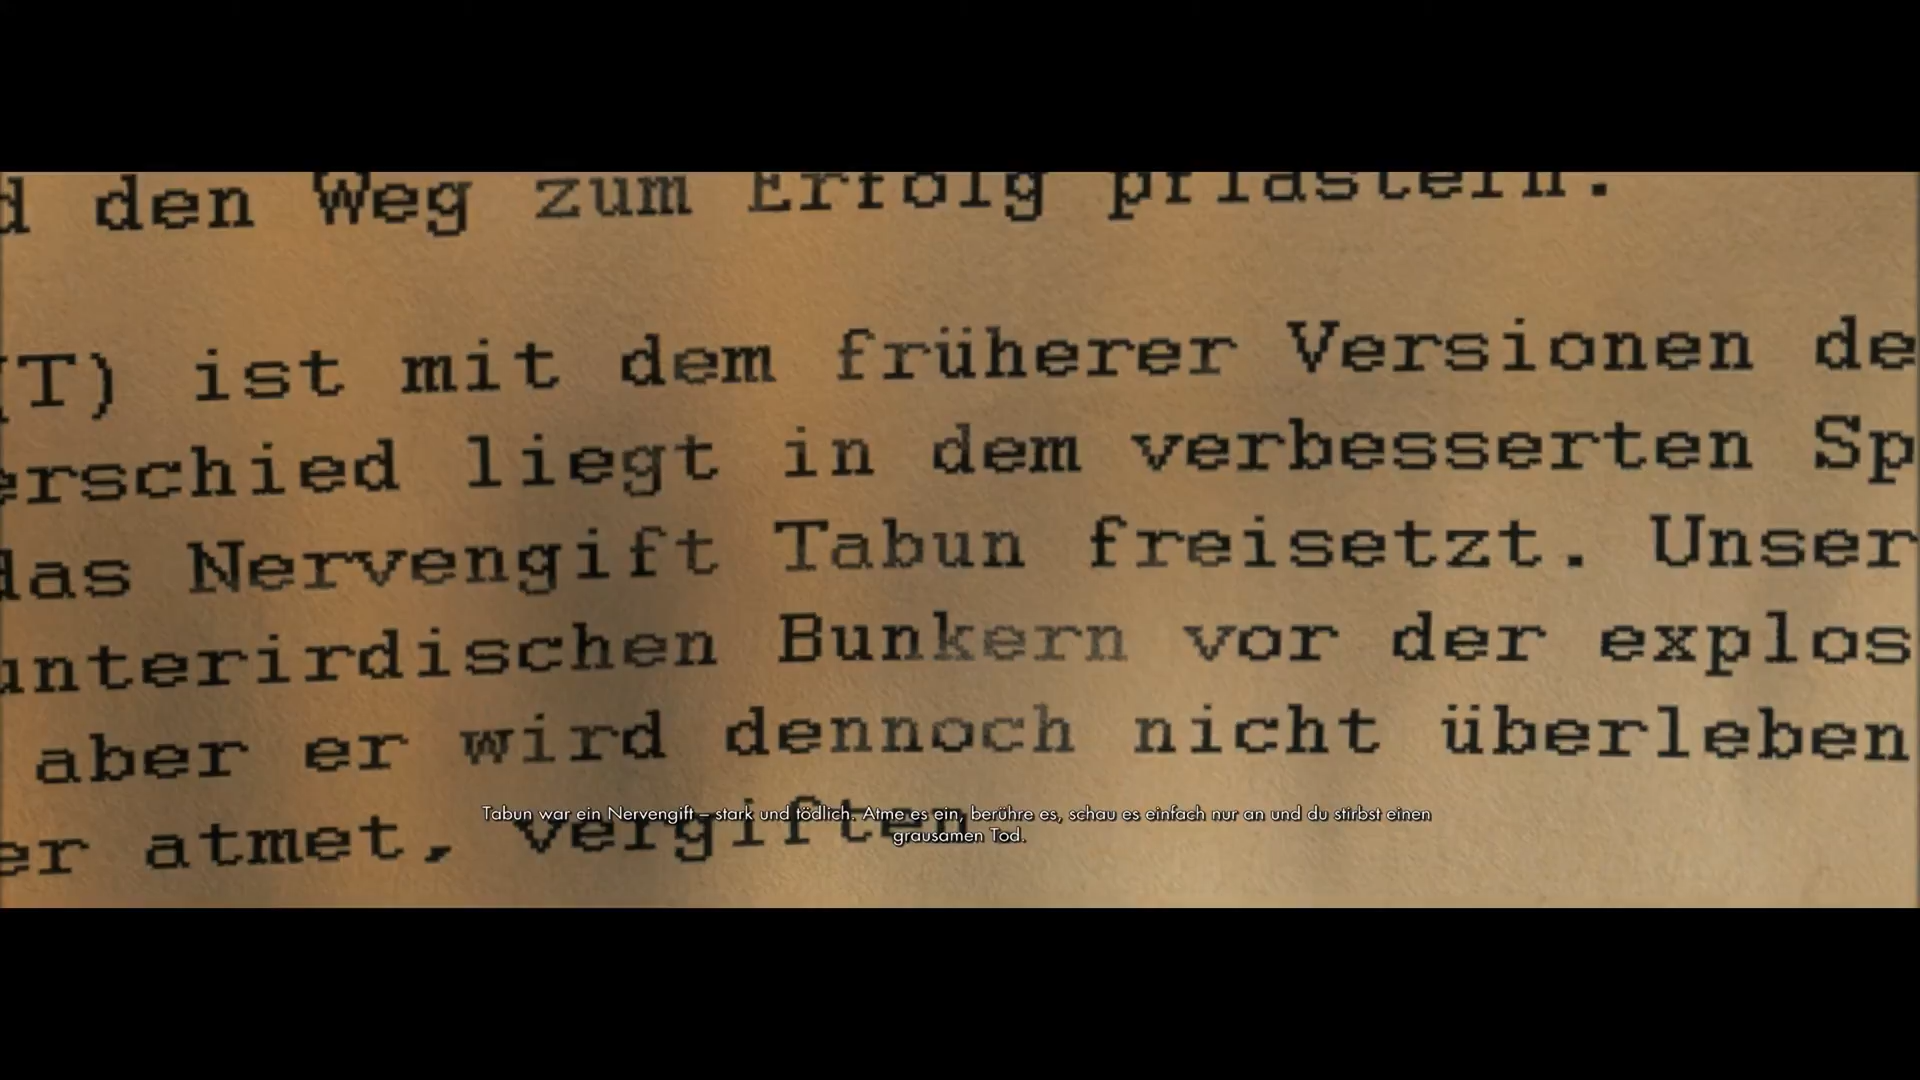 den Weg zum Erfolg pflastern.
(T) ist mit dem früherer Versionen de
erschied liegt in dem verbesserten Sp
das Nervengift Tabun freisetzt. Unser
unterirdischen Bunkern vor der explos
aber er wird dennoch nicht überleben
er atmet, vergiften
Tabun war ein Nervengift – stark und tödlich. Atme es ein, berühre es, schau es einfach nur an und du stirbst einen
grausamen Tod.